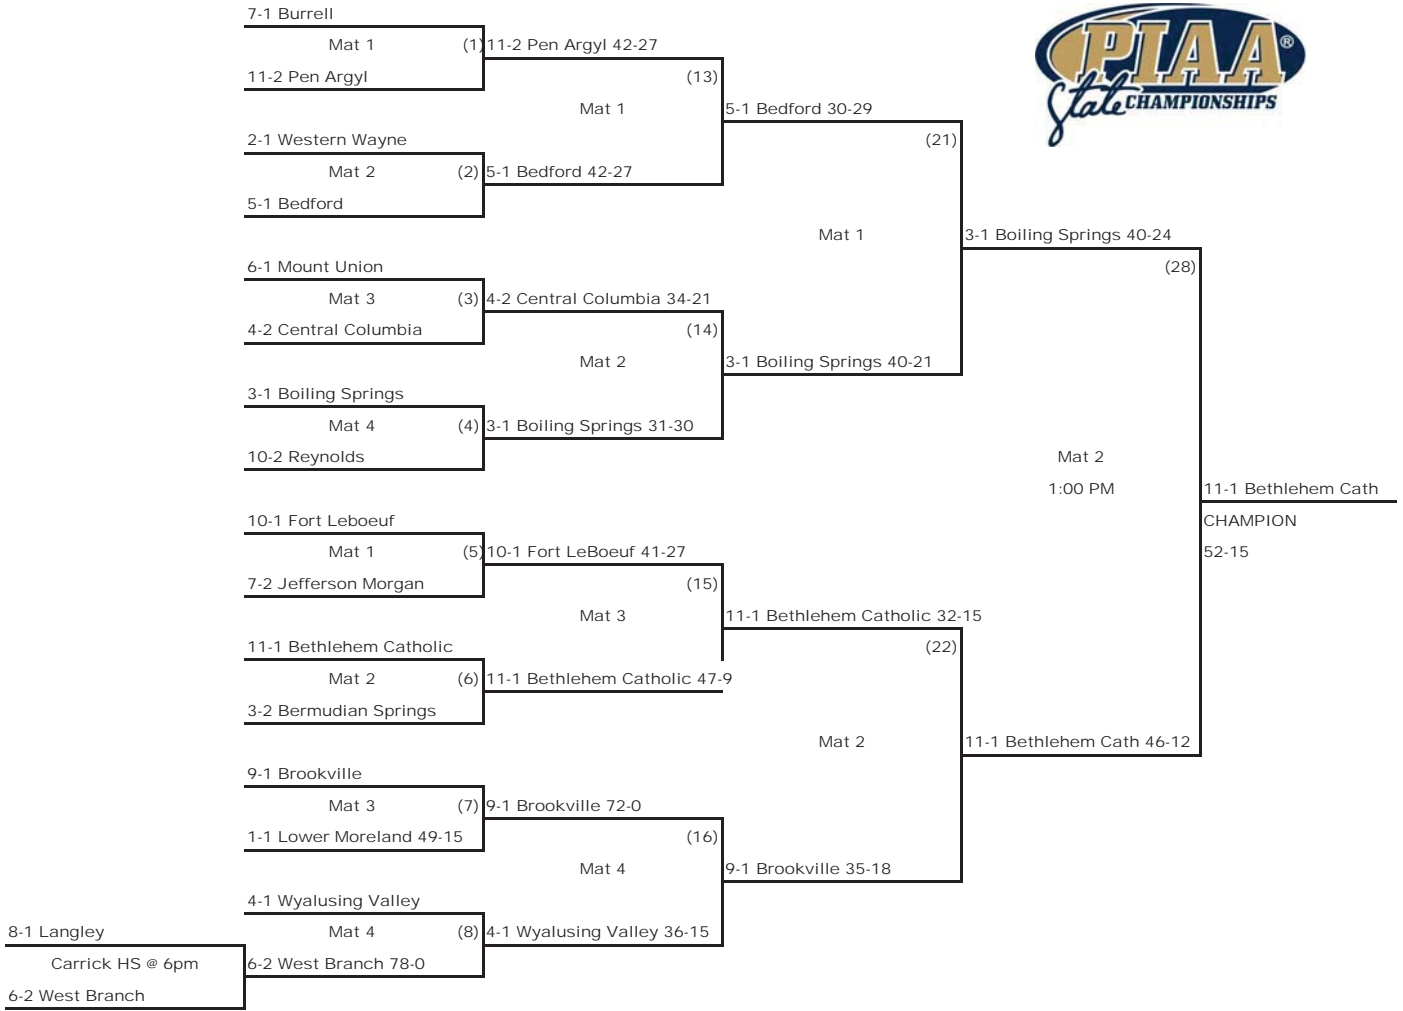 7-1 Burrell
Mat 1 (1) 11-2 Pen Argyl 42-27
11-2 Pen Argyl (13)
Mat 1 5-1 Bedford 30-29
2-1 Western Wayne (21)
Mat 2 (2) 5-1 Bedford 42-27
5-1 Bedford
Mat 1 3-1 Boiling Springs 40-24
6-1 Mount Union (28)
Mat 3 (3) 4-2 Central Columbia 34-21
4-2 Central Columbia (14)
Mat 2 3-1 Boiling Springs 40-21
3-1 Boiling Springs
Mat 4 (4) 3-1 Boiling Springs 31-30
10-2 Reynolds Mat 2
1:00 PM 11-1 Bethlehem Cath
10-1 Fort Leboeuf CHAMPION
Mat 1 (5) 10-1 Fort LeBoeuf 41-27 52-15
7-2 Jefferson Morgan (15)
Mat 3 11-1 Bethlehem Catholic 32-15
11-1 Bethlehem Catholic (22)
Mat 2 (6) 11-1 Bethlehem Catholic 47-9
3-2 Bermudian Springs
Mat 2 11-1 Bethlehem Cath 46-12
9-1 Brookville
Mat 3 (7) 9-1 Brookville 72-0
1-1 Lower Moreland 49-15 (16)
Mat 4 9-1 Brookville 35-18
4-1 Wyalusing Valley
8-1 Langley Mat 4 (8) 4-1 Wyalusing Valley 36-15
Carrick HS @ 6pm 6-2 West Branch 78-0
6-2 West Branch
PIAA®
State CHAMPIONSHIPS